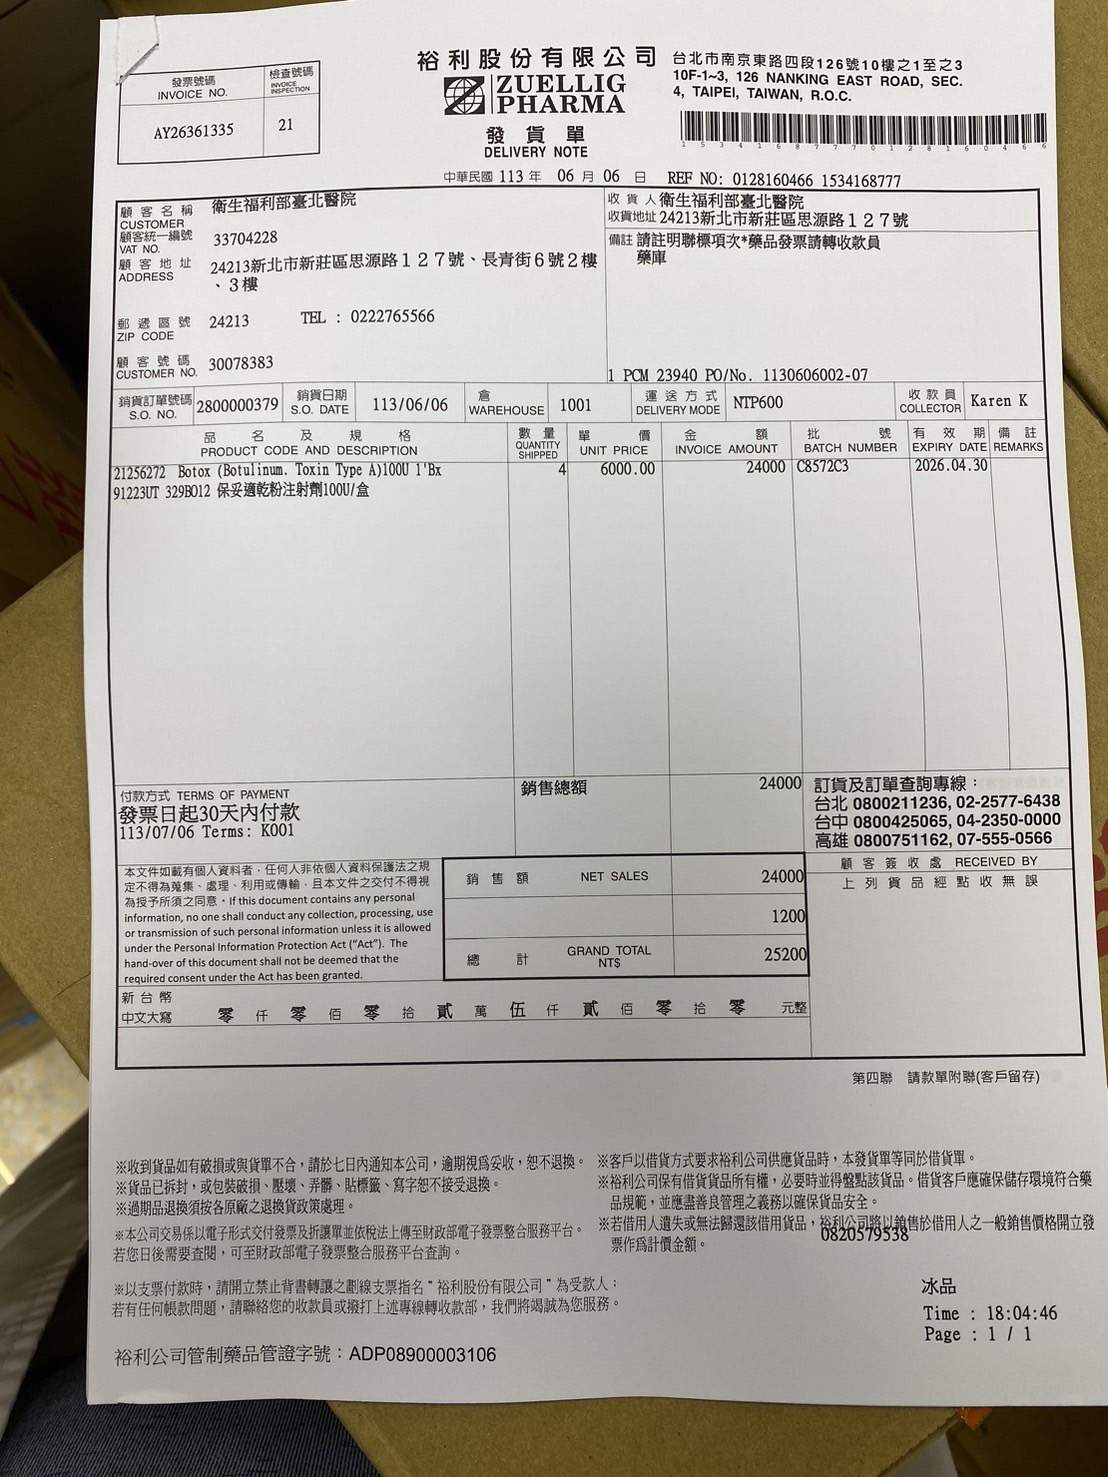 發票號碼
INVOICE NO.
檢查號碼
INVOICE
INSPECTION
AY26361335
21
裕利股份有限公司
ZUELLIG
PHARMA
發貨單
DELIVERY NOTE
台北市南京東路四段126號10樓之1至之3
10F-1~3, 126 NANKING EAST ROAD, SEC.
4, TAIPEI, TAIWAN, R.O.C.
1534168777012816046 6
中華民國 113 年 06 月 06 日 REF NO: 0128160466 1534168777
顧客名稱 衛生福利部臺北醫院
CUSTOMER
顧客統一編號 33704228
VAT NO.
顧客地址 24213新北市新莊區思源路127號、長青街6號2樓
ADDRESS 、3樓
郵遞區號 24213 TEL : 0222765566
ZIP CODE
顧客號碼 30078383
CUSTOMER NO.
收貨人 衛生福利部臺北醫院
收貨地址 24213新北市新莊區思源路127號
備註 請註明聯標項次*藥品發票請轉收款員
藥庫
1 PCM 23940 PO/No. 1130606002-07
銷貨訂單號碼 2800000379 銷貨日期 113/06/06 倉 1001 運送方式 NTP600 收款員 Karen K
S.O. NO. S.O. DATE WAREHOUSE DELIVERY MODE COLLECTOR
品名及規格 數量 單價 金額 批號 有效期 備註
PRODUCT CODE AND DESCRIPTION QUANTITY SHIPPED UNIT PRICE INVOICE AMOUNT BATCH NUMBER EXPIRY DATE REMARKS
21256272 Botox (Botulinum. Toxin Type A)100U 1'Bx 4 6000.00 24000 C8572C3 2026.04.30
91223UT 329B012 保妥適乾粉注射劑100U/盒
付款方式 TERMS OF PAYMENT
發票日起30天內付款
113/07/06 Terms: K001
銷售總額 24000
訂貨及訂單查詢專線：
台北 0800211236, 02-2577-6438
台中 0800425065, 04-2350-0000
高雄 0800751162, 07-555-0566
本文件如載有個人資料者，任何人非依個人資料保護法之規
定不得為蒐集、處理、利用或傳輸，且本文件之交付不得視
為授予所須之同意。If this document contains any personal
information, no one shall conduct any collection, processing, use
or transmission of such personal information unless it is allowed
under the Personal Information Protection Act ("Act"). The
hand-over of this document shall not be deemed that the
required consent under the Act has been granted.
銷售額 NET SALES 24000
1200
總計 GRAND TOTAL NT$ 25200
顧客簽收處 RECEIVED BY
上列貨品經點收無誤
新台幣
中文大寫 零仟零佰零拾貳萬伍仟貳佰零拾零元整
第四聯 請款單附聯(客戶留存)
※收到貨品如有破損或與貨單不合，請於七日內通知本公司，逾期視為妥收，恕不退換。
※貨品已拆封，或包裝破損、壓壞、弄髒、貼標籤、寫字恕不接受退換。
※過期品退換須按各原廠之退換貨政策處理。
※本公司交易係以電子形式交付發票及折讓單並依稅法上傳至財政部電子發票整合服務平台。
若您日後需要查閱，可至財政部電子發票整合服務平台查詢。
※以支票付款時，請開立禁止背書轉讓之劃線支票指名"裕利股份有限公司"為受款人；
若有任何帳款問題，請聯絡您的收款員或撥打上述專線轉收款部，我們將竭誠為您服務。
※客戶以借貨方式要求裕利公司供應貨品時，本發貨單等同於借貨單。
※裕利公司保有借貨貨品所有權，必要時並得盤點該貨品。借貨客戶應確保儲存環境符合藥
品規範，並應盡善良管理之義務以確保貨品安全。
※若借用人遺失或無法歸還該借用貨品，裕利公司將以銷售於借用人之一般銷售價格開立發
票作為計價金額。
0820579538
冰品
Time : 18:04:46
Page : 1 / 1
裕利公司管制藥品管證字號：ADP08900003106